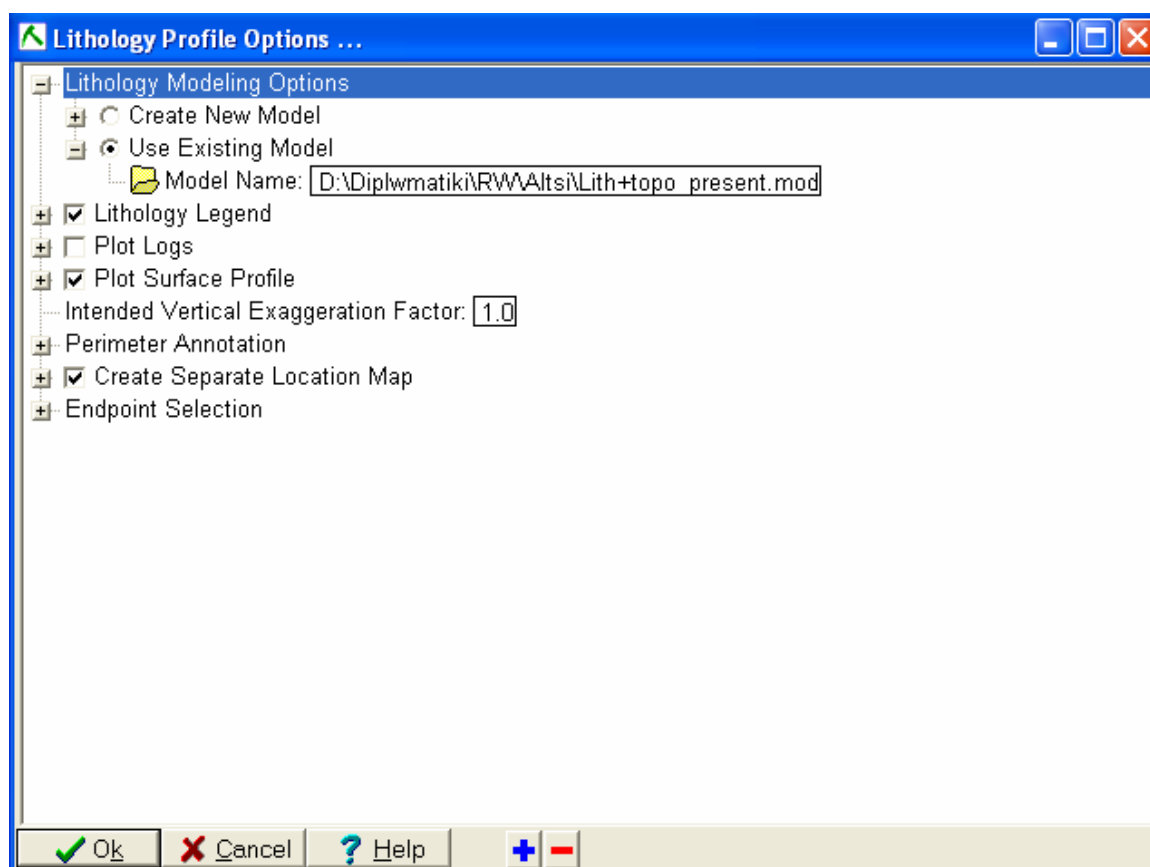 Lithology Profile Options ...
Lithology Modeling Options
Create New Model
Use Existing Model
Model Name: D:\Diplwmatiki\RW\Altsi\Lith+topo_present.mod
Lithology Legend
Plot Logs
Plot Surface Profile
Intended Vertical Exaggeration Factor: 1.0
Perimeter Annotation
Create Separate Location Map
Endpoint Selection
Ok Cancel ? Help